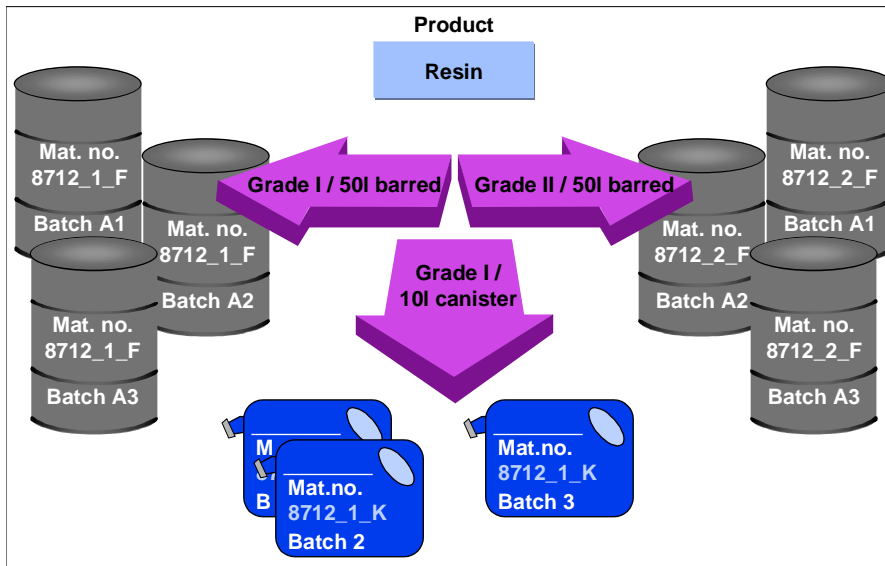 Product
Resin
Mat. no.
8712_1_F
Batch A1
Mat. no.
8712_1_F
Batch A2
Mat. no.
8712_1_F
Batch A3
Grade I / 50l barred
Grade II / 50l barred
Grade I /
10l canister
Mat. no.
8712_2_F
Batch A1
Mat. no.
8712_2_F
Batch A2
Mat. no.
8712_2_F
Batch A3
M
87
B
Mat.no.
8712_1_K
Batch 2
Mat.no.
8712_1_K
Batch 3